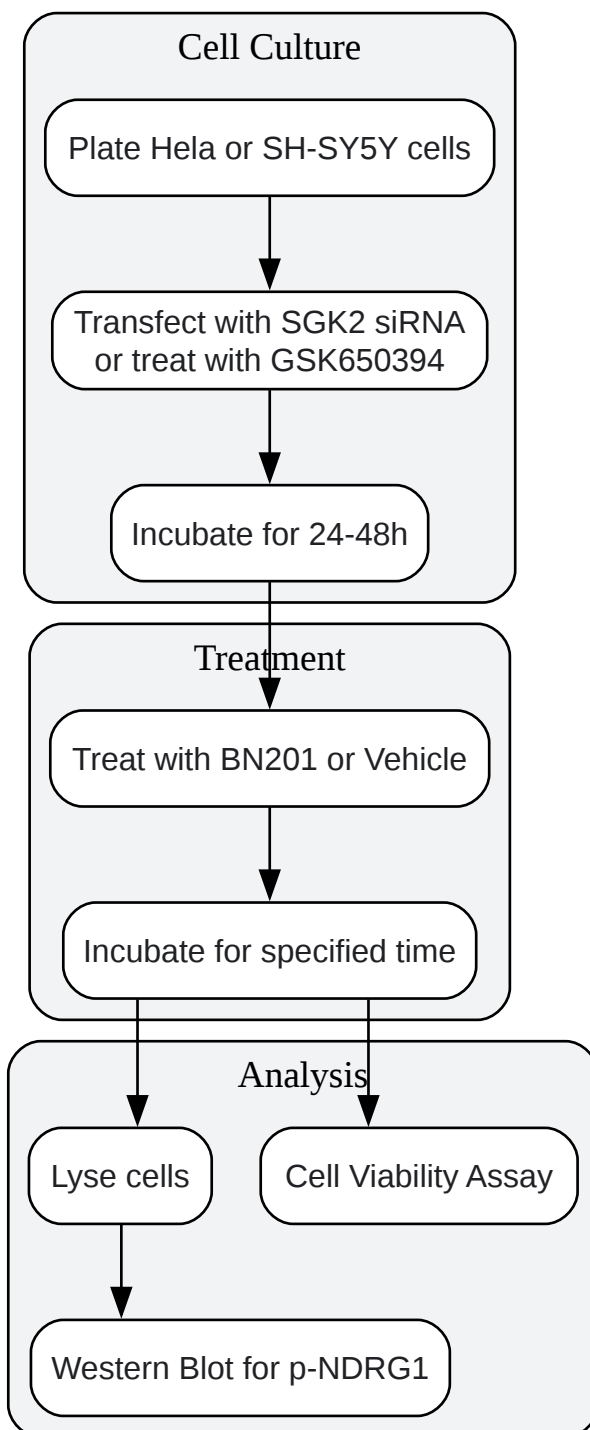 Cell Culture
Plate Hela or SH-SY5Y cells
Transfect with SGK2 siRNA
or treat with GSK650394
Incubate for 24-48h
Treatment
Treat with BN201 or Vehicle
Incubate for specified time
Analysis
Lyse cells
Cell Viability Assay
Western Blot for p-NDRG1